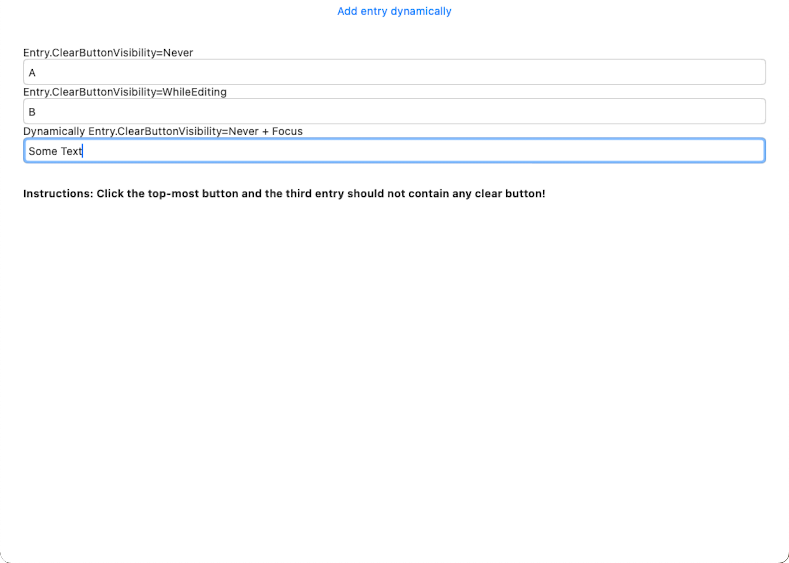 Add entry dynamically
Entry.ClearButtonVisibility=Never
A
Entry.ClearButtonVisibility=WhileEditing
B
Dynamically Entry.ClearButtonVisibility=Never + Focus
Some Text
Instructions: Click the top-most button and the third entry should not contain any clear button!